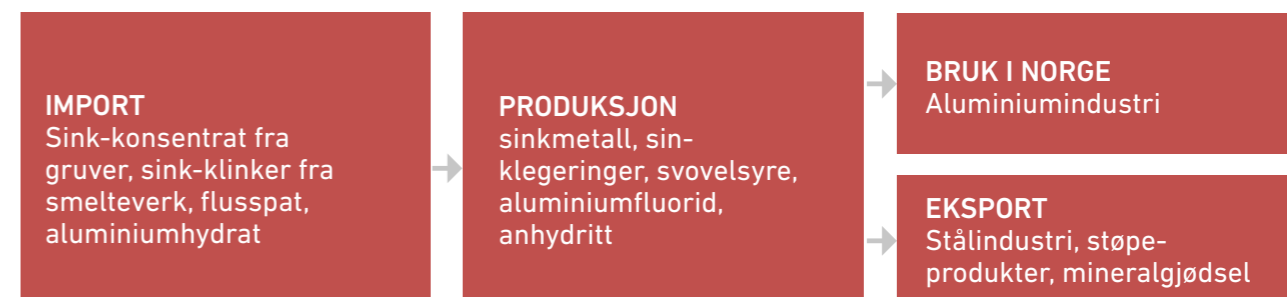 IMPORT
Sink-konsentrat fra
gruver, sink-klinker fra
smelteverk, flusspat,
aluminiumhydrat
PRODUKSJON
sinkmetall, sin-
klegeringer, svovelsyre,
aluminiumfluorid,
anhydritt
BRUK I NORGE
Aluminiumindustri
EKSPORT
Stålindustri, støpe-
produkter, mineralgjødsel